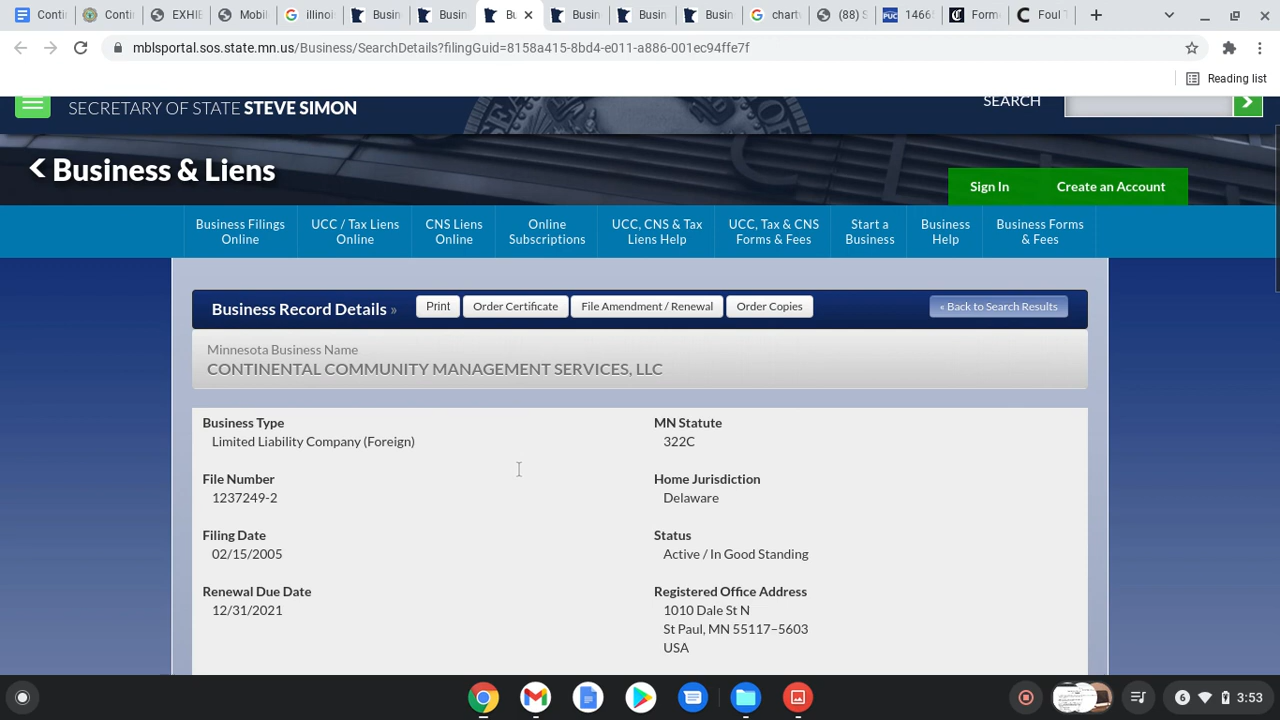 Conti
Conti
EXHIE
Mobil
illinoi
Busin
Busin
Bu
Busin
Busin
Busin
chart
(88) S
PUC
1466
Form
Foul T
mblsportal.sos.state.mn.us/Business/SearchDetails?filingGuid=8158a415-8bd4-e011-a886-001ec94ffe7f
Reading list
SECRETARY OF STATE STEVE SIMON
SEARCH
< Business & Liens
Sign In
Create an Account
Business Filings Online
UCC / Tax Liens Online
CNS Liens Online
Online Subscriptions
UCC, CNS & Tax Liens Help
UCC, Tax & CNS Forms & Fees
Start a Business
Business Help
Business Forms & Fees
Business Record Details »
Print
Order Certificate
File Amendment / Renewal
Order Copies
« Back to Search Results
Minnesota Business Name
CONTINENTAL COMMUNITY MANAGEMENT SERVICES, LLC
Business Type
Limited Liability Company (Foreign)
MN Statute
322C
File Number
1237249-2
Home Jurisdiction
Delaware
Filing Date
02/15/2005
Status
Active / In Good Standing
Renewal Due Date
12/31/2021
Registered Office Address
1010 Dale St N
St Paul, MN 55117–5603
USA
6
3:53